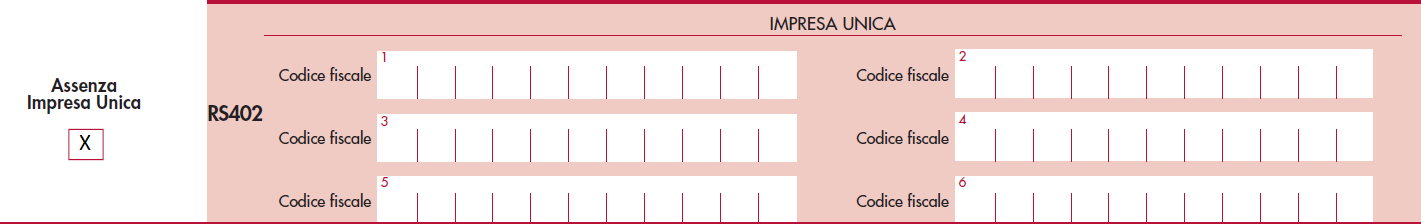 IMPRESA UNICA
Assenza
Impresa Unica
X
RS402
Codice fiscale 1
Codice fiscale 2
Codice fiscale 3
Codice fiscale 4
Codice fiscale 5
Codice fiscale 6